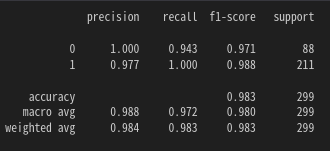 precision recall f1-score support
0 1.000 0.943 0.971 88
1 0.977 1.000 0.988 211
accuracy 0.983 299
macro avg 0.988 0.972 0.980 299
weighted avg 0.984 0.983 0.983 299